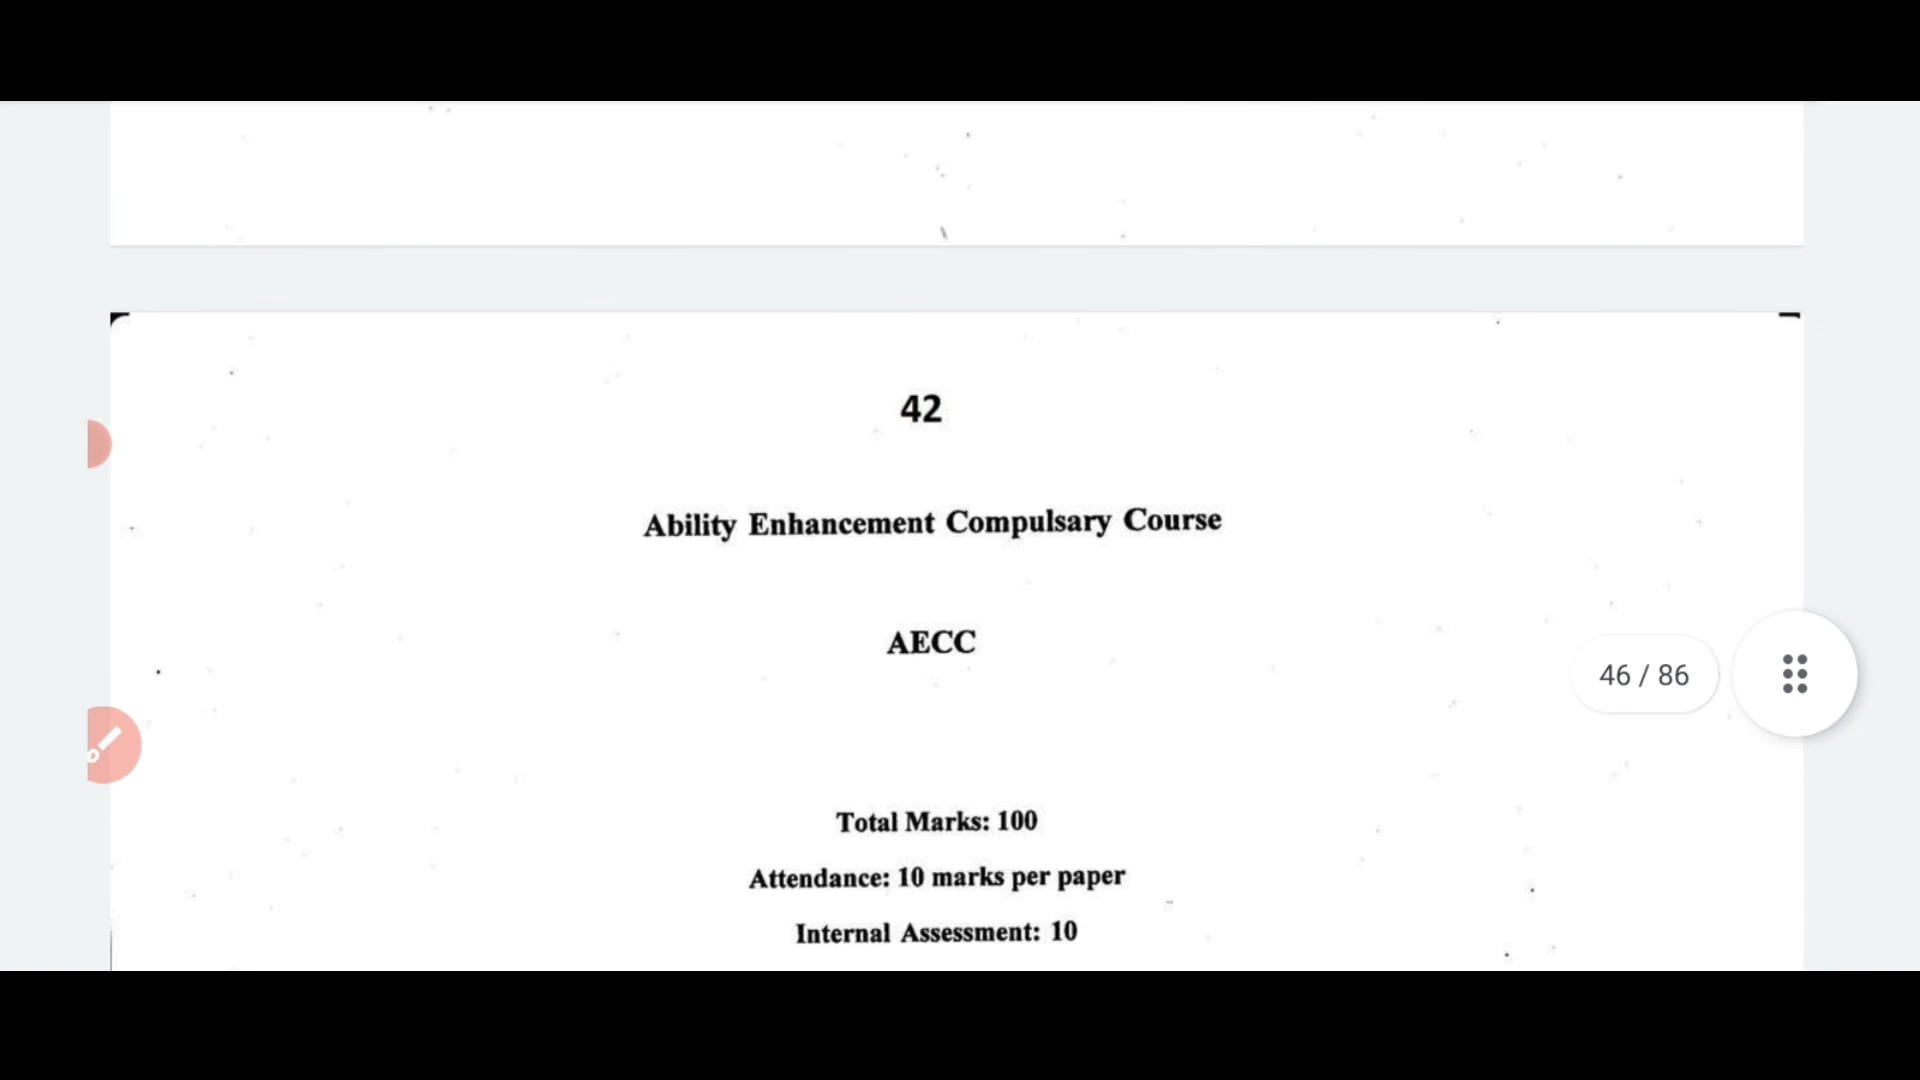 42
Ability Enhancement Compulsary Course
AECC
46 / 86
Total Marks: 100
Attendance: 10 marks per paper
Internal Assessment: 10